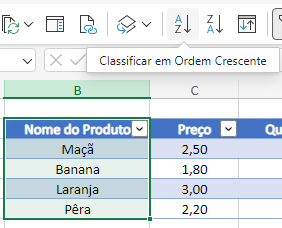 Classificar em Ordem Crescente
B C
Nome do Produto Preço Qu
Maçã 2,50
Banana 1,80
Laranja 3,00
Pêra 2,20